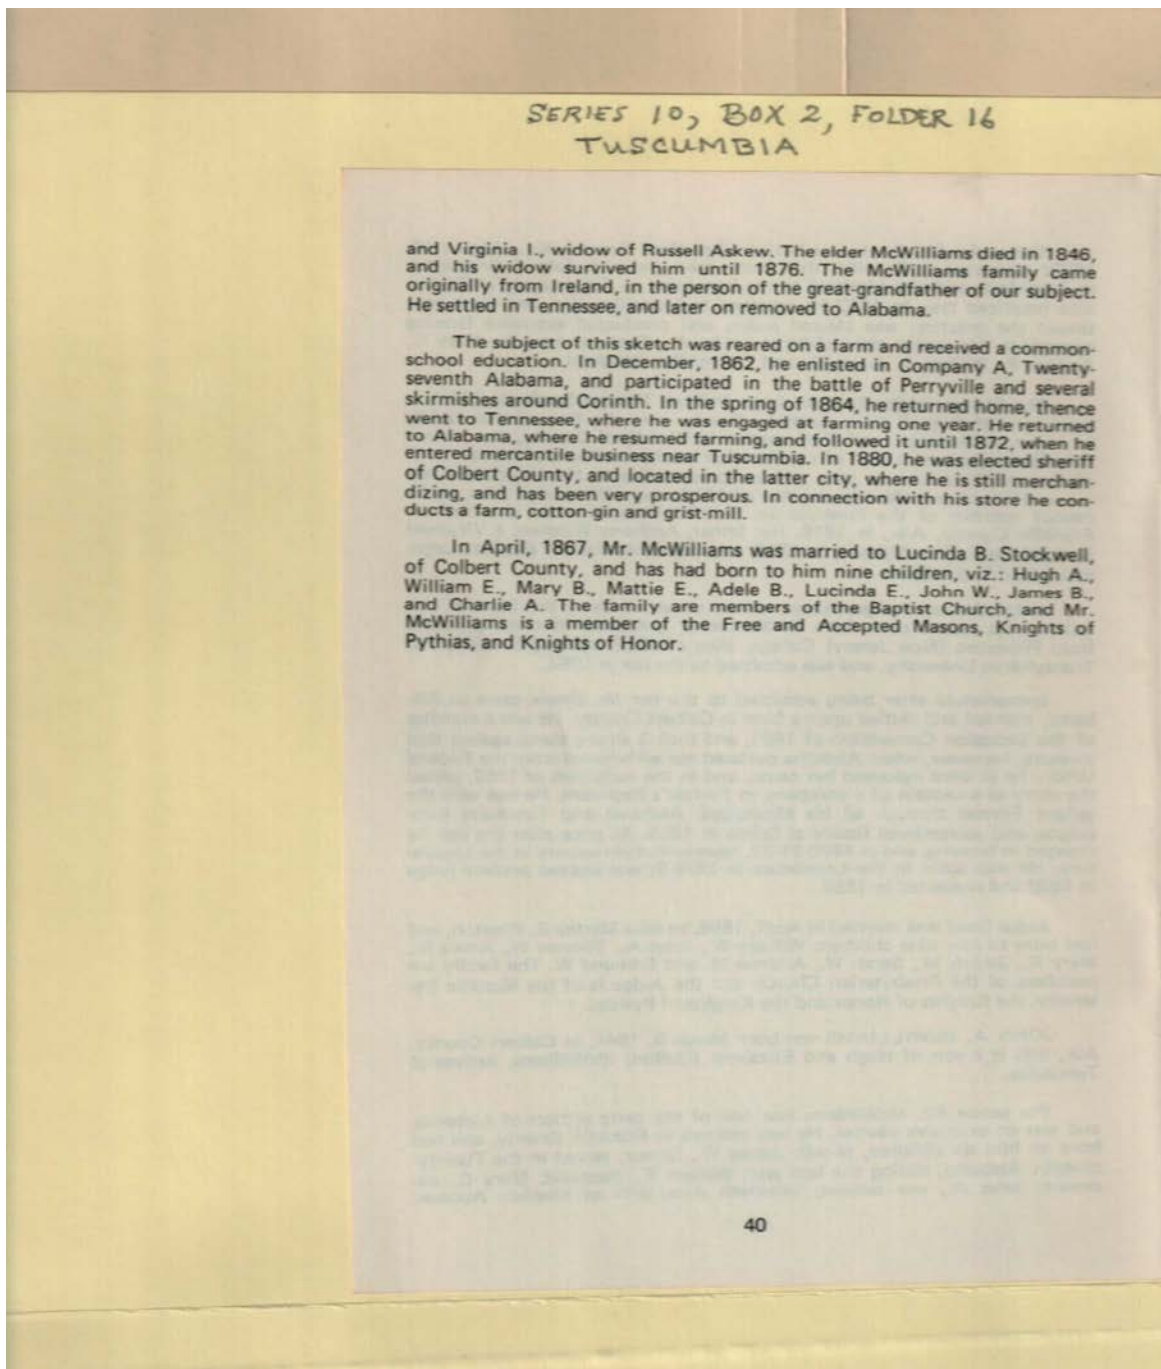 SERIES 10, BOX 2, FOLDER 16
TUSCUMBIA
and Virginia I., widow of Russell Askew. The elder McWilliams died in 1846,
and his widow survived him until 1876. The McWilliams family came
originally from Ireland, in the person of the great-grandfather of our subject.
He settled in Tennessee, and later on removed to Alabama.
The subject of this sketch was reared on a farm and received a common-
school education. In December, 1862, he enlisted in Company A, Twenty-
seventh Alabama, and participated in the battle of Perryville and several
skirmishes around Corinth. In the spring of 1864, he returned home, thence
went to Tennessee, where he was engaged at farming one year. He returned
to Alabama, where he resumed farming, and followed it until 1872, when he
entered mercantile business near Tuscumbia. In 1880, he was elected sheriff
of Colbert County, and located in the latter city, where he is still merchan-
dizing, and has been very prosperous. In connection with his store he con-
ducts a farm, cotton-gin and grist-mill.
In April, 1867, Mr. McWilliams was married to Lucinda B. Stockwell,
of Colbert County, and has had born to him nine children, viz.: Hugh A.,
William E., Mary B., Mattie E., Adele B., Lucinda E., John W., James B.,
and Charlie A. The family are members of the Baptist Church, and Mr.
McWilliams is a member of the Free and Accepted Masons, Knights of
Pythias, and Knights of Honor.
40